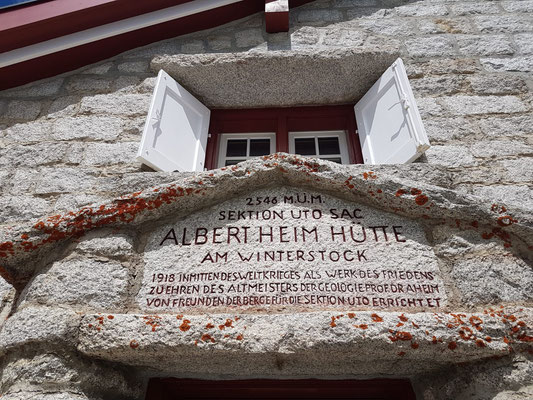 2546 M.Ü.M.
SEKTION UTO SAC
ALBERT HEIM HÜTTE
AM WINTERSTOCK
1918 INMITTEN DES WELTKRIEGES ALS WERK DES FRIEDENS
ZU EHREN DES ALTMEISTERS DER GEOLOGIE PROF. DR A. HEIM
VON FREUNDEN DER BERGE FÜR DIE SEKTION UTO ERRICHTET